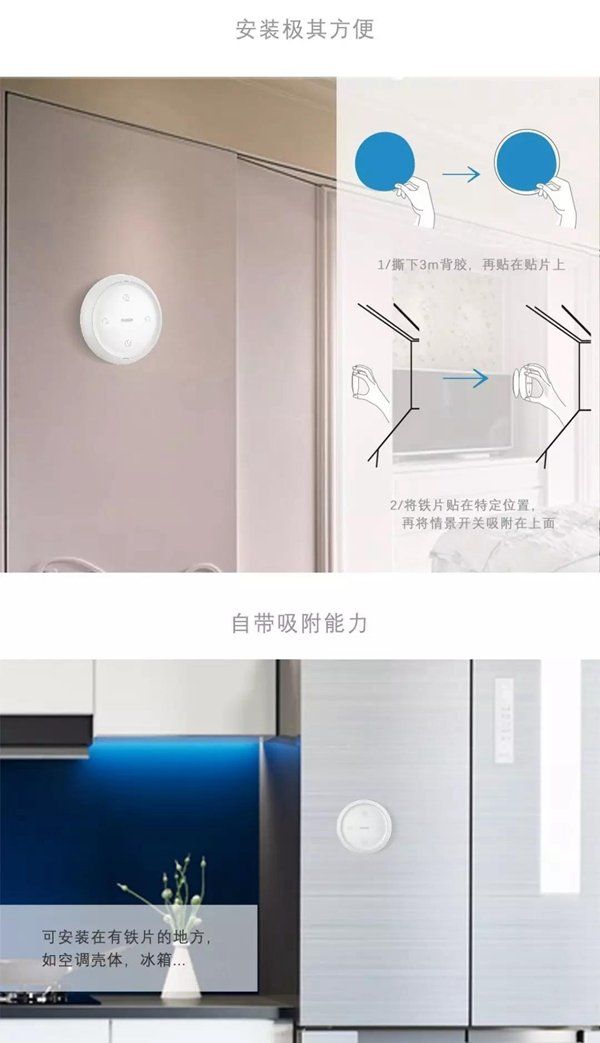 安装极其方便
1/撕下3m背胶，再贴在贴片上
2/将铁片贴在特定位置，
再将情景开关吸附在上面
自带吸附能力
可安装在有铁片的地方，
如空调壳体，冰箱...